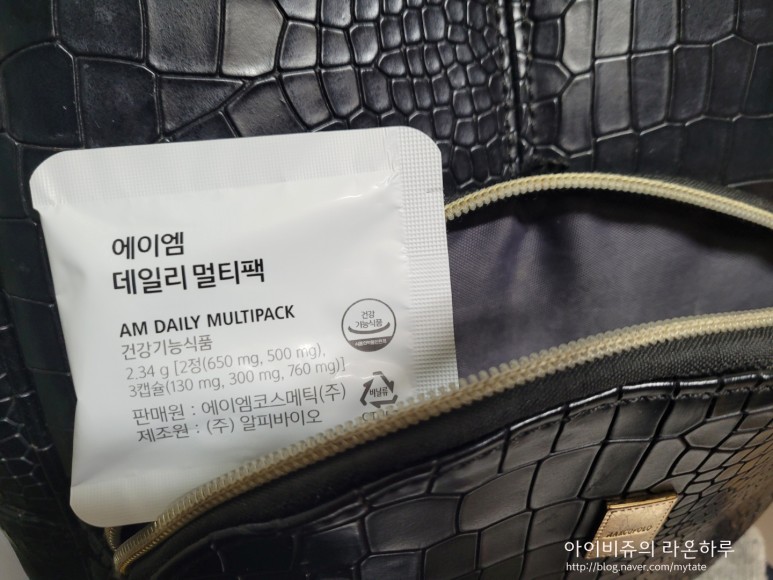 에이엠
데일리 멀티팩
AM DAILY MULTIPACK
건강기능식품
2.34 g [2정(650 mg, 500 mg),
3캡슐(130 mg, 300 mg, 760 mg)]
판매원 : 에이엠코스메틱(주)
제조원 : (주) 알피바이오
건강
기능식품
비닐류
아이비쥬의 라온하루
http://blog.naver.com/mytate